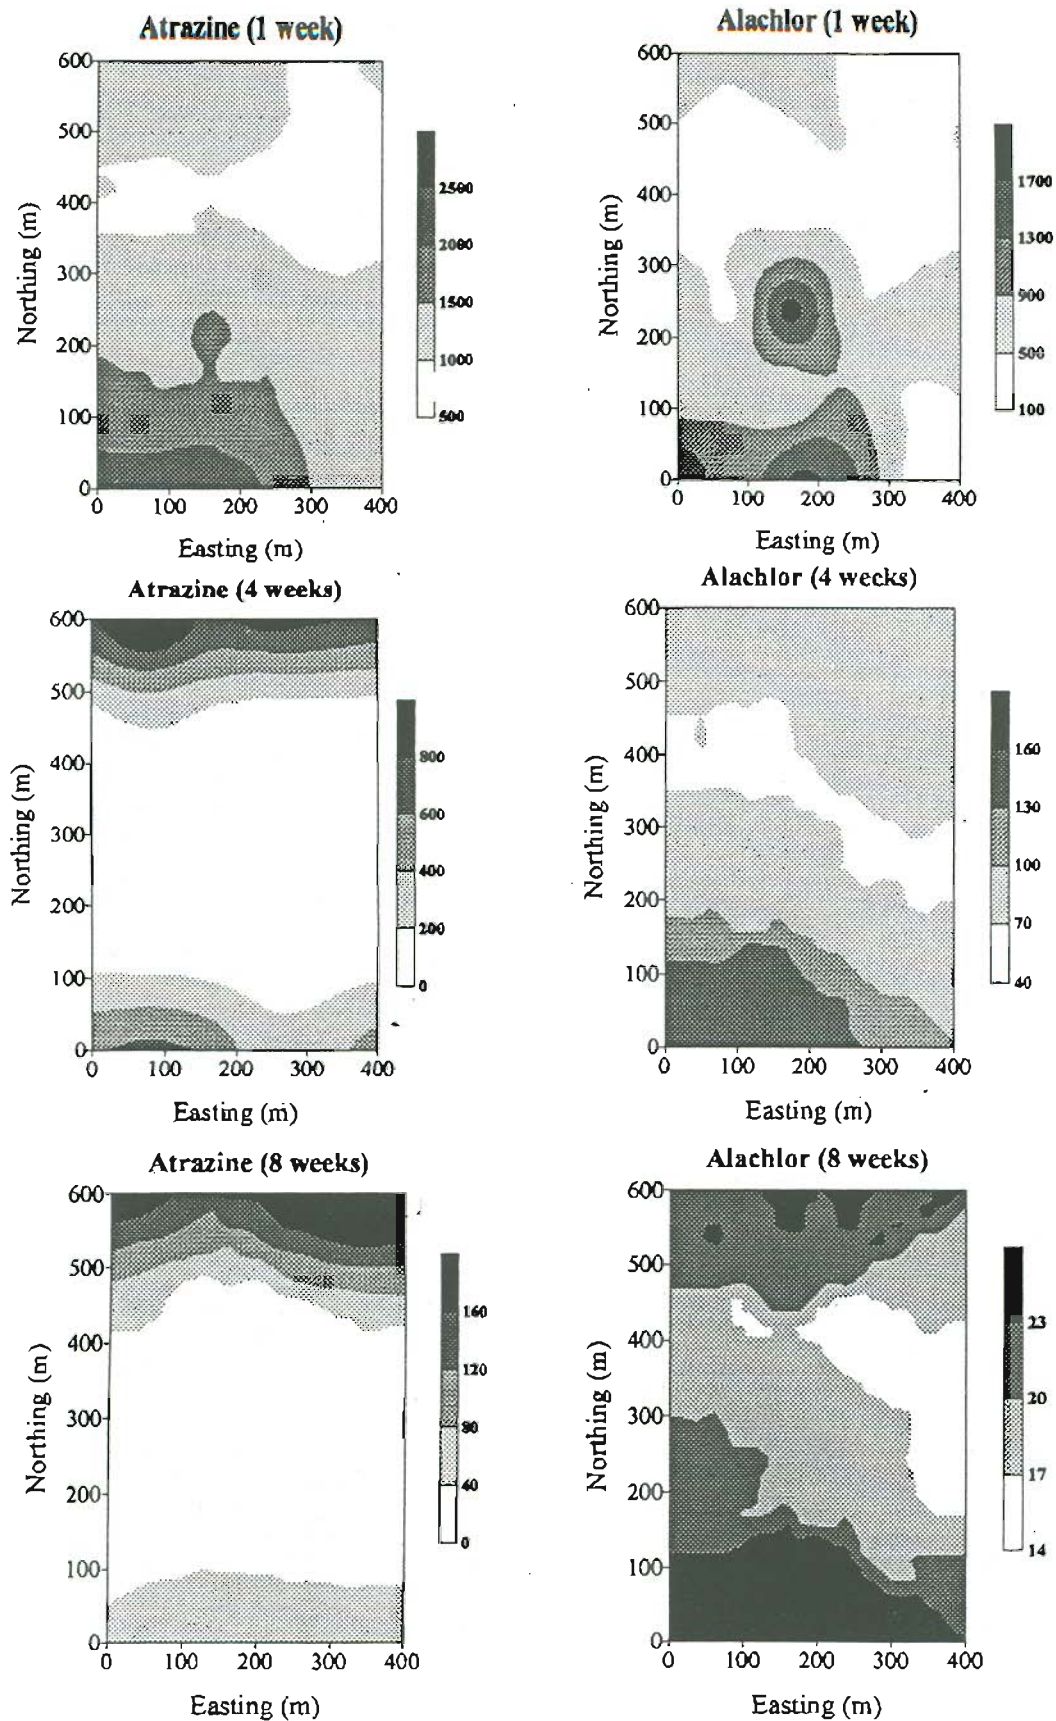 Atrazine (1 week)
600
500
400
300
200
100
0
Northing (m)
0 100 200 300 400
Easting (m)
2500
2000
1500
1000
500
Alachlor (1 week)
600
500
400
300
200
100
0
Northing (m)
0 100 200 300 400
Easting (m)
1700
1300
900
500
100
Atrazine (4 weeks)
600
500
400
300
200
100
0
Northing (m)
0 100 200 300 400
Easting (m)
800
600
400
200
0
Alachlor (4 weeks)
600
500
400
300
200
100
0
Northing (m)
0 100 200 300 400
Easting (m)
160
130
100
70
40
Atrazine (8 weeks)
600
500
400
300
200
100
0
Northing (m)
0 100 200 300 400
Easting (m)
160
120
80
40
0
Alachlor (8 weeks)
600
500
400
300
200
100
0
Northing (m)
0 100 200 300 400
Easting (m)
23
20
17
14